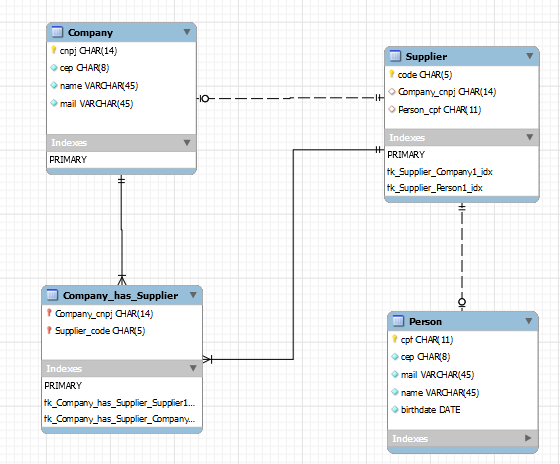 Company
cnpj CHAR(14)
cep CHAR(8)
name VARCHAR(45)
mail VARCHAR(45)
Indexes
PRIMARY
Supplier
code CHAR(5)
Company_cnpj CHAR(14)
Person_cpf CHAR(11)
Indexes
PRIMARY
fk_Supplier_Company1_idx
fk_Supplier_Person1_idx
Company_has_Supplier
Company_cnpj CHAR(14)
Supplier_code CHAR(5)
Indexes
PRIMARY
fk_Company_has_Supplier_Supplier1...
fk_Company_has_Supplier_Company...
Person
cpf CHAR(11)
cep CHAR(8)
mail VARCHAR(45)
name VARCHAR(45)
birthdate DATE
Indexes